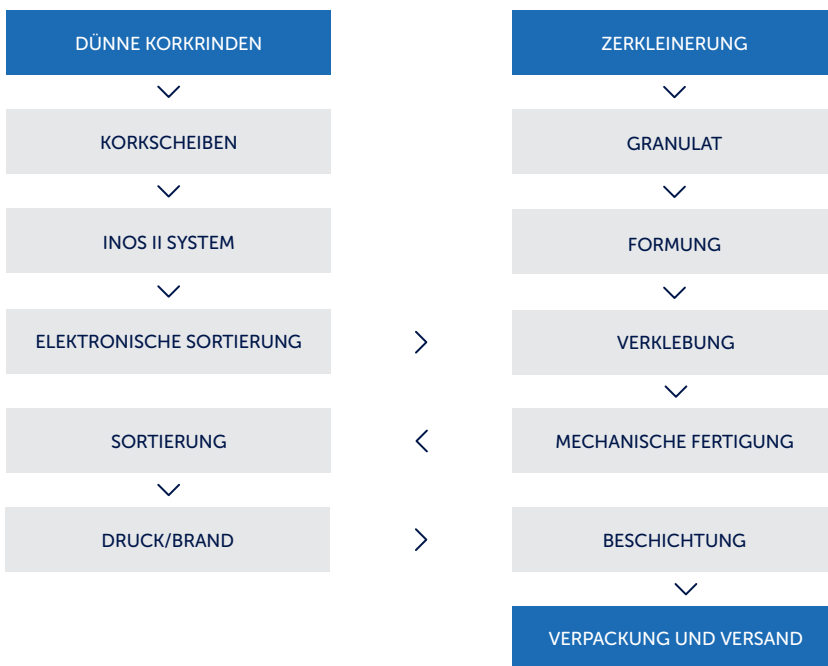 DÜNNE KORKRINDEN
KORKSCHEIBEN
INOS II SYSTEM
ELEKTRONISCHE SORTIERUNG
ZERKLEINERUNG
GRANULAT
FORMUNG
VERKLEBUNG
MECHANISCHE FERTIGUNG
SORTIERUNG
DRUCK/BRAND
BESCHICHTUNG
VERPACKUNG UND VERSAND